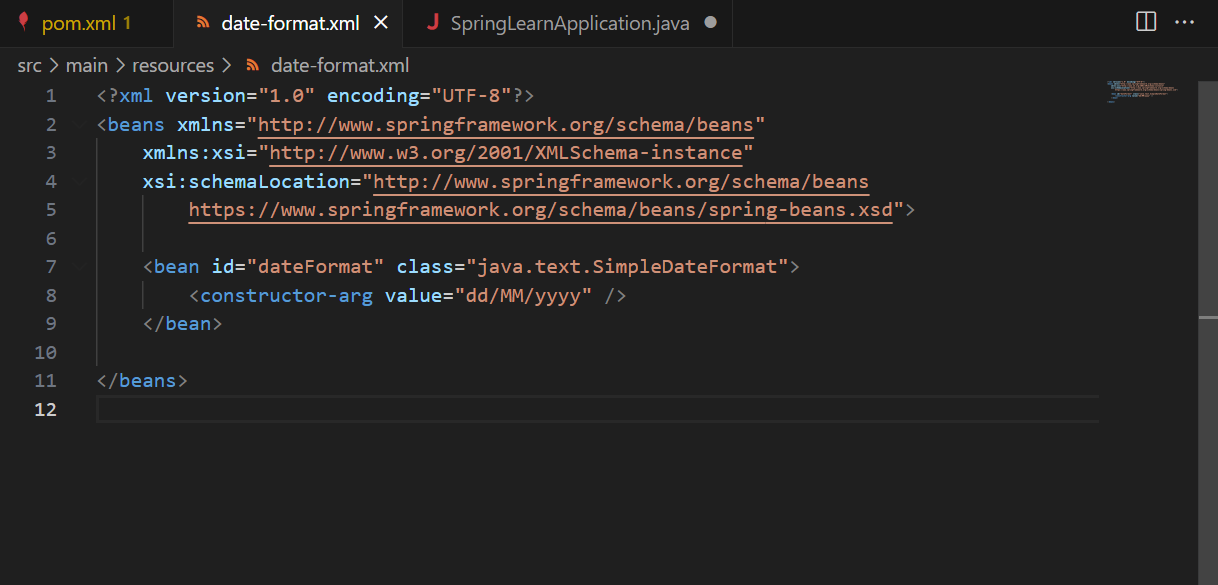 pom.xml 1 date-format.xml SpringLearnApplication.java
src > main > resources > date-format.xml
1 <?xml version="1.0" encoding="UTF-8"?>
2 <beans xmlns="http://www.springframework.org/schema/beans"
3 xmlns:xsi="http://www.w3.org/2001/XMLSchema-instance"
4 xsi:schemaLocation="http://www.springframework.org/schema/beans
5 https://www.springframework.org/schema/beans/spring-beans.xsd">
6
7 <bean id="dateFormat" class="java.text.SimpleDateFormat">
8 <constructor-arg value="dd/MM/yyyy" />
9 </bean>
10
11 </beans>
12